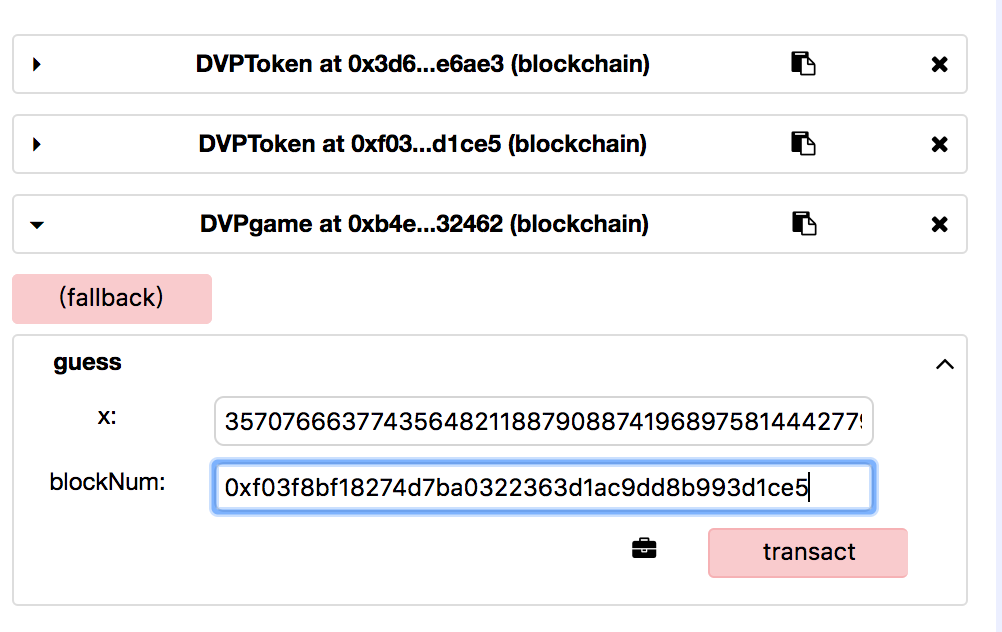 DVPToken at 0x3d6...e6ae3 (blockchain)
DVPToken at 0xf03...d1ce5 (blockchain)
DVPgame at 0xb4e...32462 (blockchain)
(fallback)
guess
x:
357076663774356482118879088741968975814442779
blockNum:
0xf03f8bf18274d7ba0322363d1ac9dd8b993d1ce5
transact